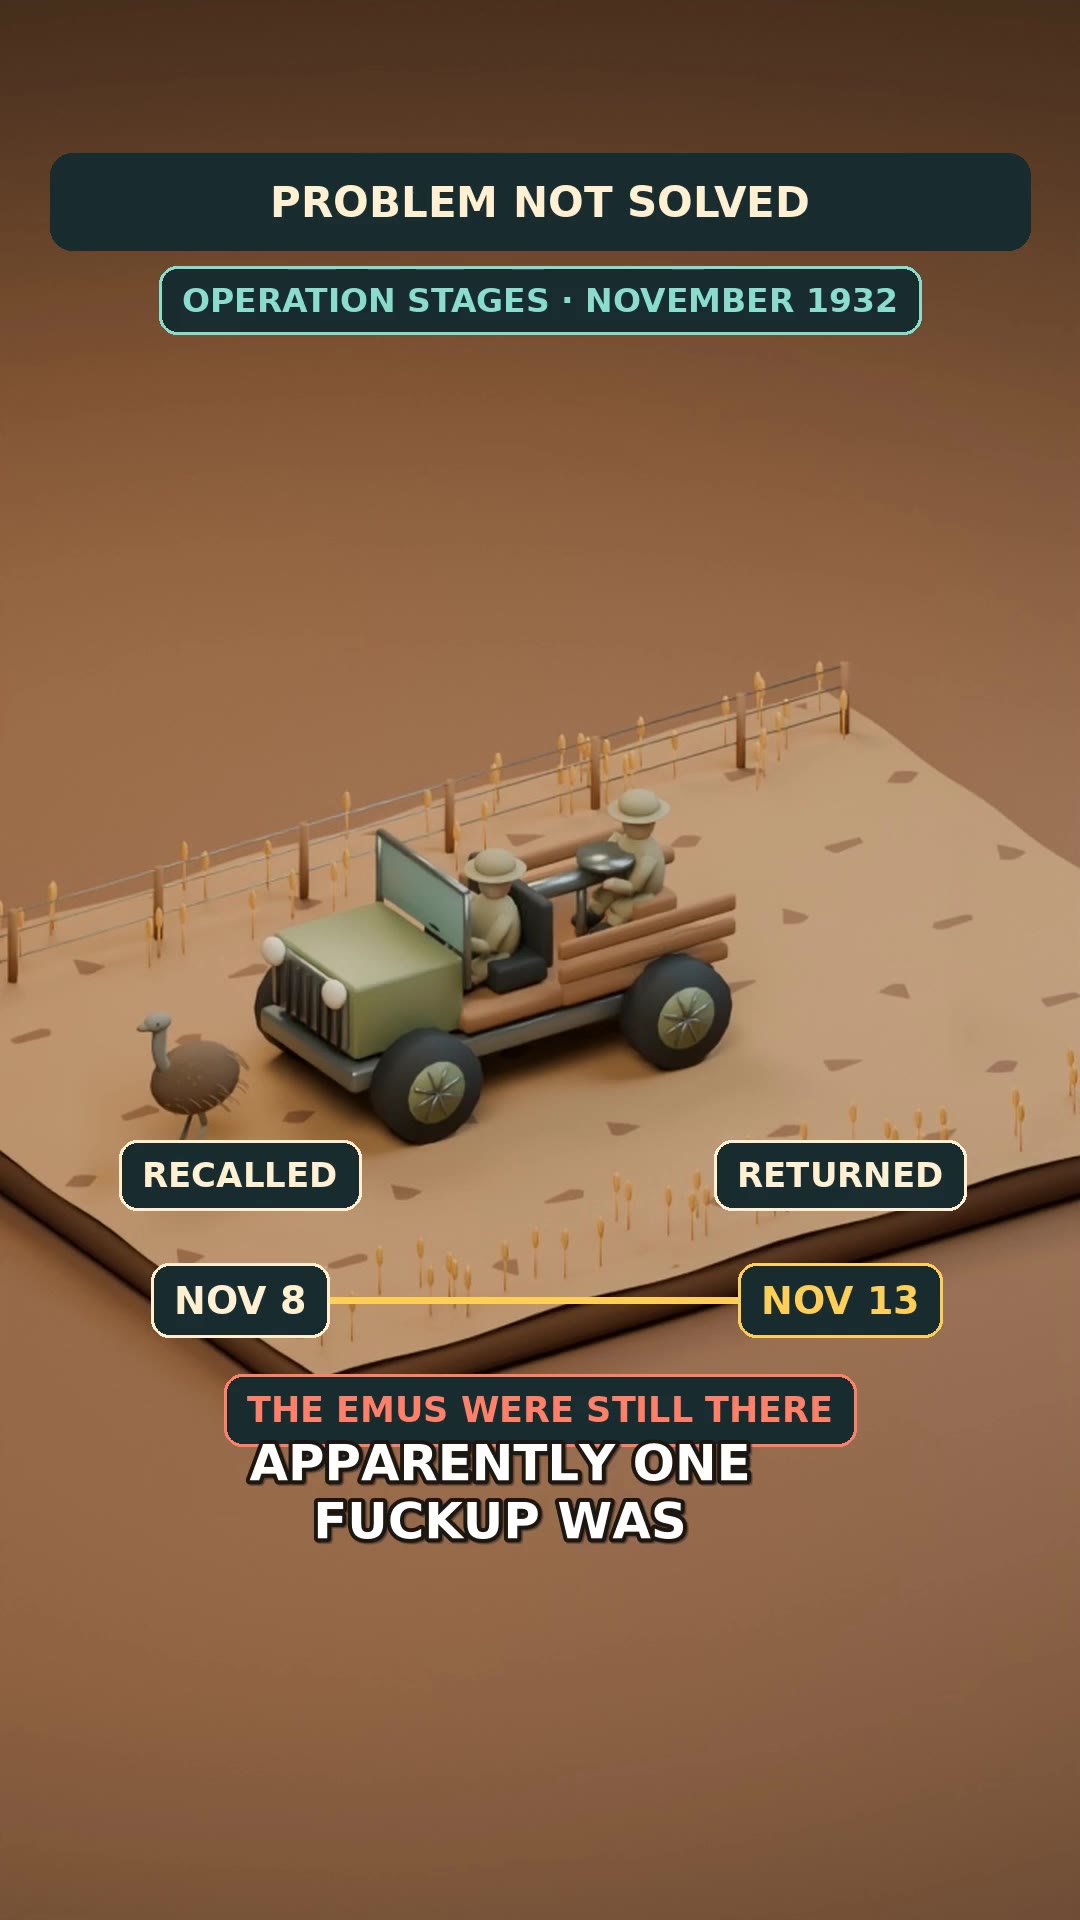 PROBLEM NOT SOLVED
OPERATION STAGES · NOVEMBER 1932
RECALLED
RETURNED
NOV 8
NOV 13
THE EMUS WERE STILL THERE
APPARENTLY ONE
FUCKUP WAS